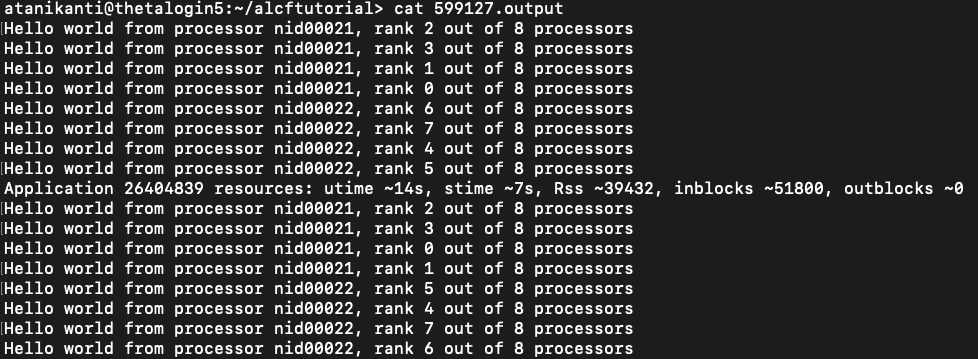 atanikanti@thetalogin5:~/alcftutorial> cat 599127.output
Hello world from processor nid00021, rank 2 out of 8 processors
Hello world from processor nid00021, rank 3 out of 8 processors
Hello world from processor nid00021, rank 1 out of 8 processors
Hello world from processor nid00021, rank 0 out of 8 processors
Hello world from processor nid00022, rank 6 out of 8 processors
Hello world from processor nid00022, rank 7 out of 8 processors
Hello world from processor nid00022, rank 4 out of 8 processors
Hello world from processor nid00022, rank 5 out of 8 processors
Application 26404839 resources: utime ~14s, stime ~7s, Rss ~39432, inblocks ~51800, outblocks ~0
Hello world from processor nid00021, rank 2 out of 8 processors
Hello world from processor nid00021, rank 3 out of 8 processors
Hello world from processor nid00021, rank 0 out of 8 processors
Hello world from processor nid00021, rank 1 out of 8 processors
Hello world from processor nid00022, rank 5 out of 8 processors
Hello world from processor nid00022, rank 4 out of 8 processors
Hello world from processor nid00022, rank 7 out of 8 processors
Hello world from processor nid00022, rank 6 out of 8 processors